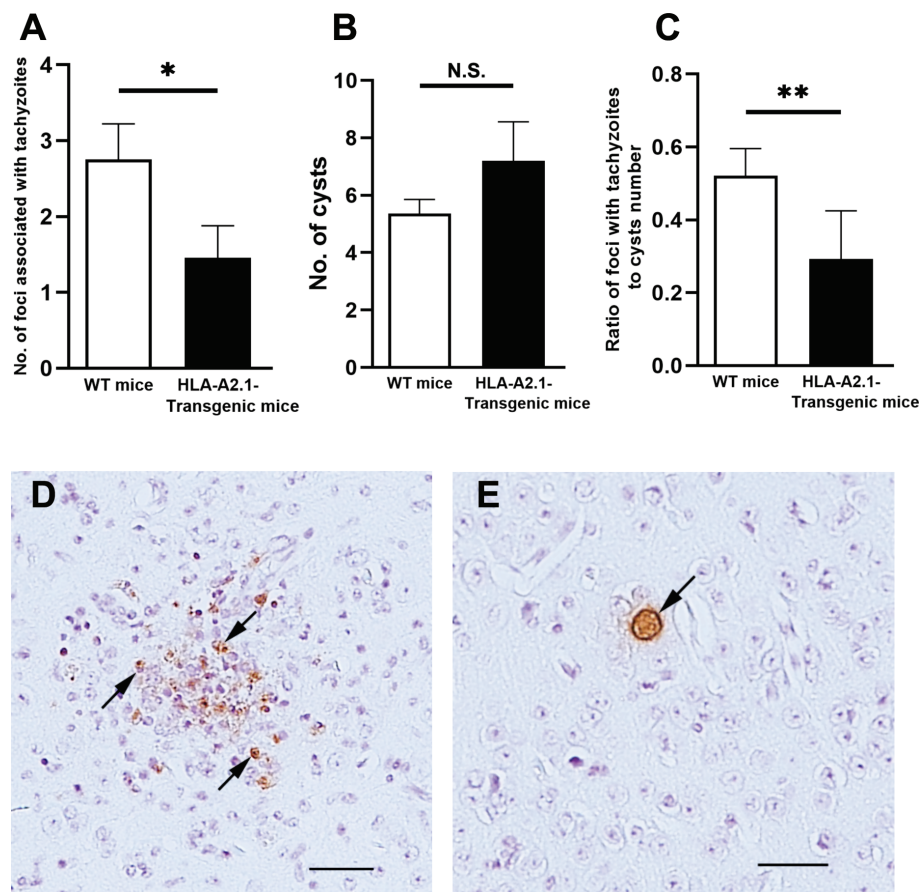 A
No. of foci associated with tachyzoites
4
3
2
1
0
*
WT mice
HLA-A2.1-
Transgenic mice
B
No. of cysts
10
8
6
4
2
0
N.S.
WT mice
HLA-A2.1-
Transgenic mice
C
Ratio of foci with tachyzoites
to cysts number
0.8
0.6
0.4
0.2
0.0
**
WT mice
HLA-A2.1-
Transgenic mice
D
E